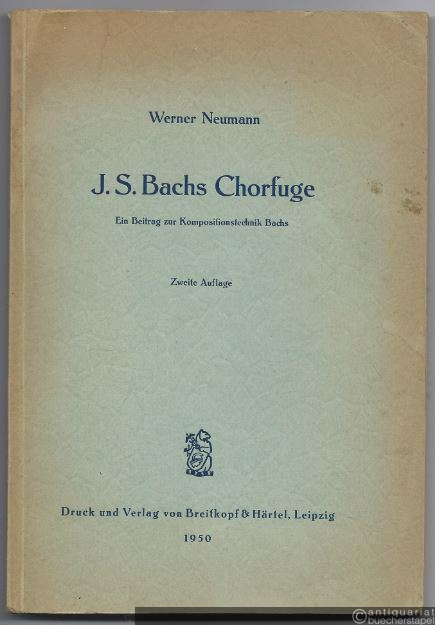 Werner Neumann
J. S. Bachs Chorfuge
Ein Beitrag zur Kompositionstechnik Bachs
Zweite Auflage
Druck und Verlag von Breitkopf & Härtel, Leipzig
1950
antiquariat
buecherstapel